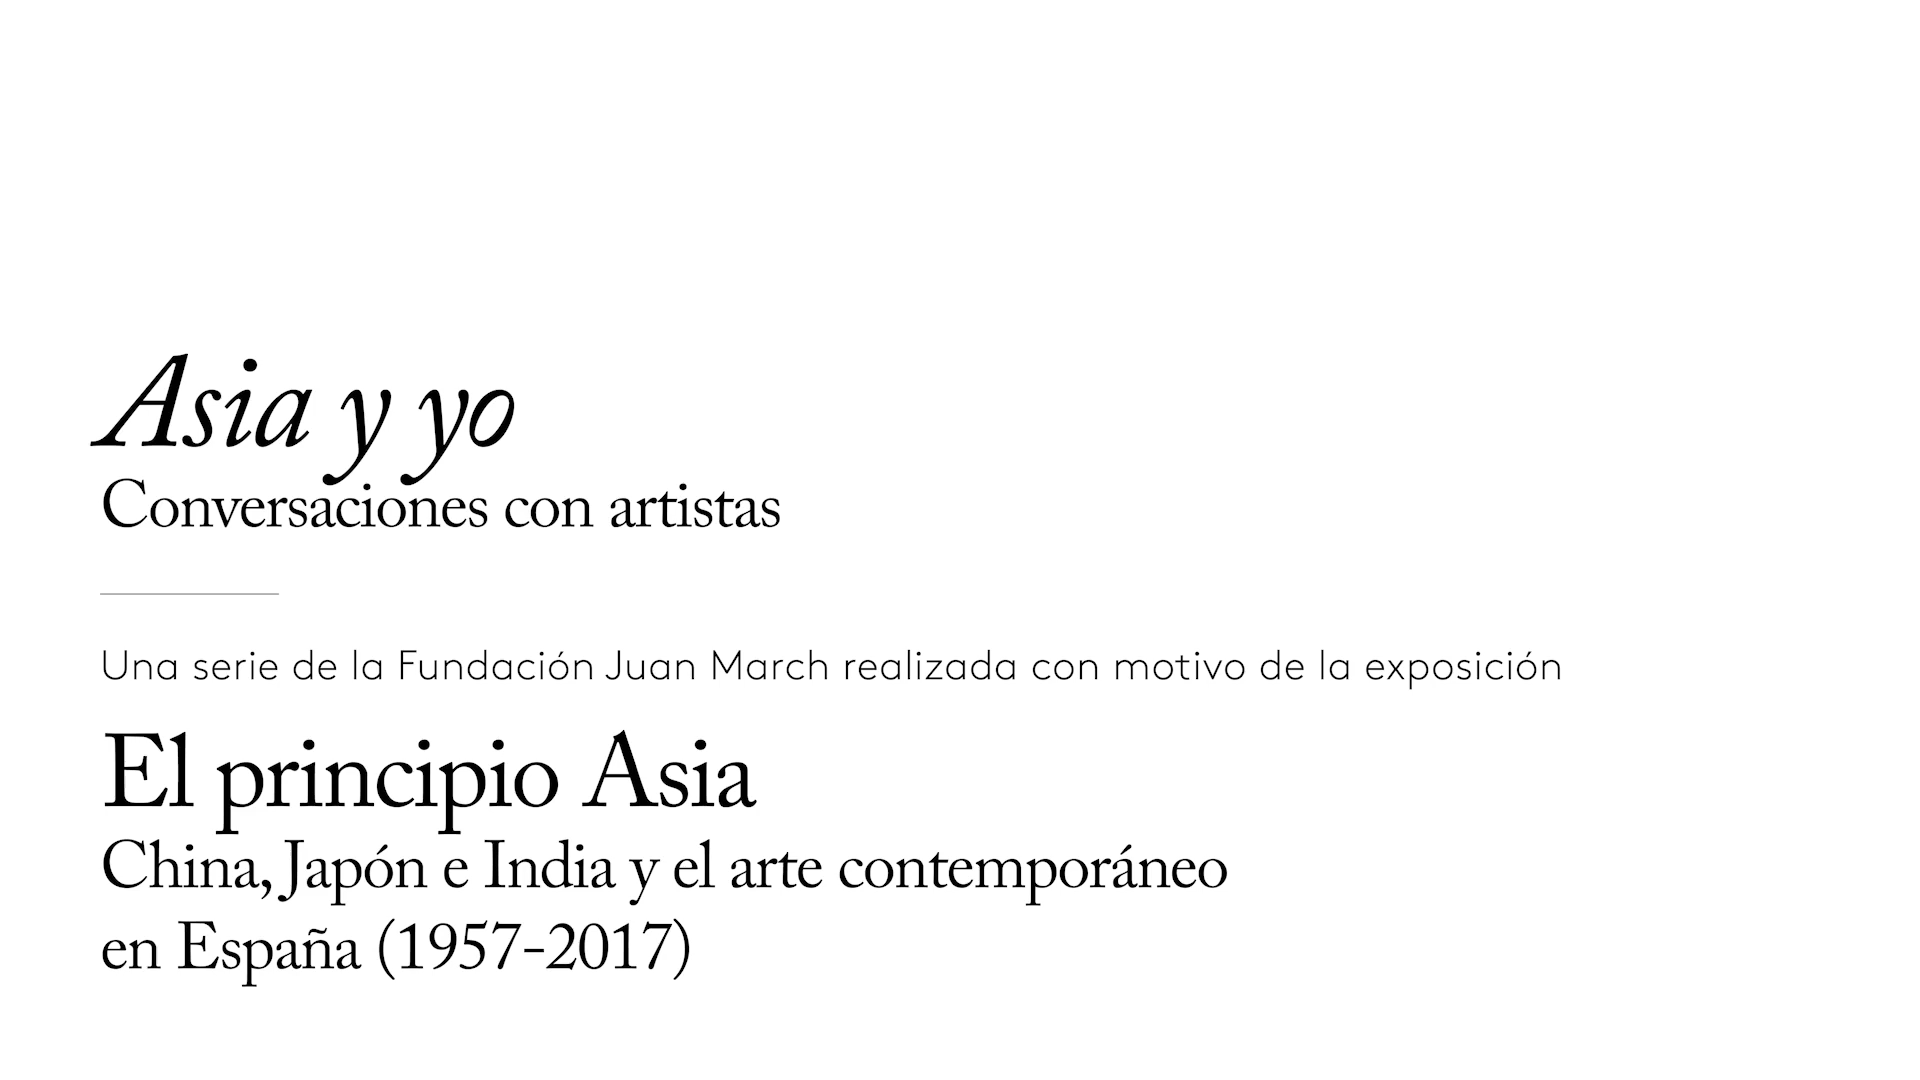 Asia y yo
Conversaciones con artistas
Una serie de la Fundación Juan March realizada con motivo de la exposición
El principio Asia
China, Japón e India y el arte contemporáneo
en España (1957-2017)